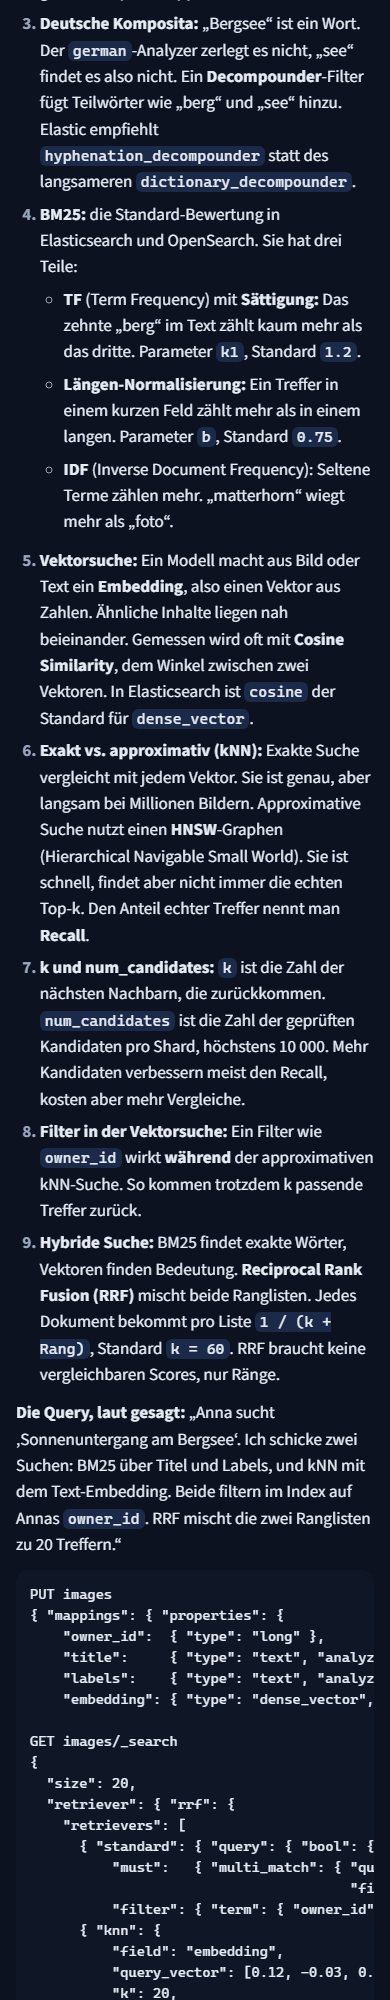 3. Deutsche Komposita: „Bergsee“ ist ein Wort.
Der german -Analyzer zerlegt es nicht, „see“
findet es also nicht. Ein Decompounder-Filter
fügt Teilwörter wie „berg“ und „see“ hinzu.
Elastic empfiehlt
hyphenation_decompounder statt des
langsameren dictionary_decompounder.
4. BM25: die Standard-Bewertung in
Elasticsearch und OpenSearch. Sie hat drei
Teile:
TF (Term Frequency) mit Sättigung: Das
zehnte „berg“ im Text zählt kaum mehr als
das dritte. Parameter k1, Standard 1.2.
Längen-Normalisierung: Ein Treffer in
einem kurzen Feld zählt mehr als in einem
langen. Parameter b, Standard 0.75.
IDF (Inverse Document Frequency): Seltene
Terme zählen mehr. „matterhorn“ wiegt
mehr als „foto“.
5. Vektorsuche: Ein Modell macht aus Bild oder
Text ein Embedding, also einen Vektor aus
Zahlen. Ähnliche Inhalte liegen nah
beieinander. Gemessen wird oft mit Cosine
Similarity, dem Winkel zwischen zwei
Vektoren. In Elasticsearch ist cosine der
Standard für dense_vector.
6. Exakt vs. approximativ (kNN): Exakte Suche
vergleicht mit jedem Vektor. Sie ist genau, aber
langsam bei Millionen Bildern. Approximative
Suche nutzt einen HNSW-Graphen
(Hierarchical Navigable Small World). Sie ist
schnell, findet aber nicht immer die echten
Top-k. Den Anteil echter Treffer nennt man
Recall.
7. k und num_candidates: k ist die Zahl der
nächsten Nachbarn, die zurückkommen.
num_candidates ist die Zahl der geprüften
Kandidaten pro Shard, höchstens 10 000. Mehr
Kandidaten verbessern meist den Recall,
kosten aber mehr Vergleiche.
8. Filter in der Vektorsuche: Ein Filter wie
owner_id wirkt während der approximativen
kNN-Suche. So kommen trotzdem k passende
Treffer zurück.
9. Hybride Suche: BM25 findet exakte Wörter,
Vektoren finden Bedeutung. Reciprocal Rank
Fusion (RRF) mischt beide Ranglisten. Jedes
Dokument bekommt pro Liste 1 / (k +
Rang), Standard k = 60. RRF braucht keine
vergleichbaren Scores, nur Ränge.
Die Query, laut gesagt: „Anna sucht
‚Sonnenuntergang am Bergsee‘. Ich schicke zwei
Suchen: BM25 über Titel und Labels, und kNN mit
dem Text-Embedding. Beide filtern im Index auf
Annas owner_id. RRF mischt die zwei Ranglisten
zu 20 Treffern.“
PUT images
{ "mappings": { "properties": {
"owner_id": { "type": "long" },
"title": { "type": "text", "analyz
"labels": { "type": "text", "analyz
"embedding": { "type": "dense_vector",
GET images/_search
{
"size": 20,
"retriever": { "rrf": {
"retrievers": [
{ "standard": { "query": { "bool": {
"must": { "multi_match": { "qu
"fi
"filter": { "term": { "owner_id"
{ "knn": {
"field": "embedding",
"query_vector": [0.12, −0.03, 0.
"k": 20,